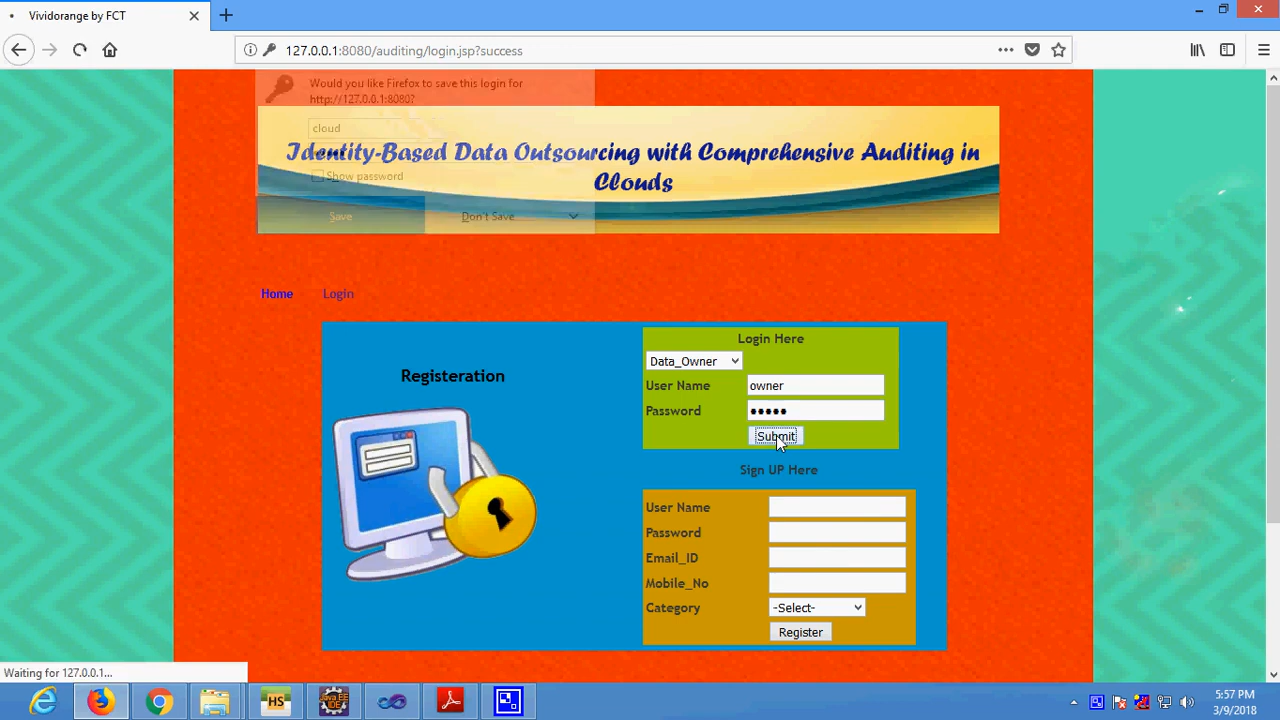 Vividorange by FCT
127.0.0.1:8080/auditing/login.jsp?success
Would you like Firefox to save this login for
http://127.0.0.1:8080?
cloud
Show password
Save
Don't Save
Identity-Based Data Outsourcing with Comprehensive Auditing in
Clouds
Home
Login
Registeration
Login Here
Data_Owner
User Name
owner
Password
Submit
Sign UP Here
User Name
Password
Email_ID
Mobile_No
Category
-Select-
Register
Waiting for 127.0.0.1...
HS
Java EE
IDE
5:57 PM
3/9/2018